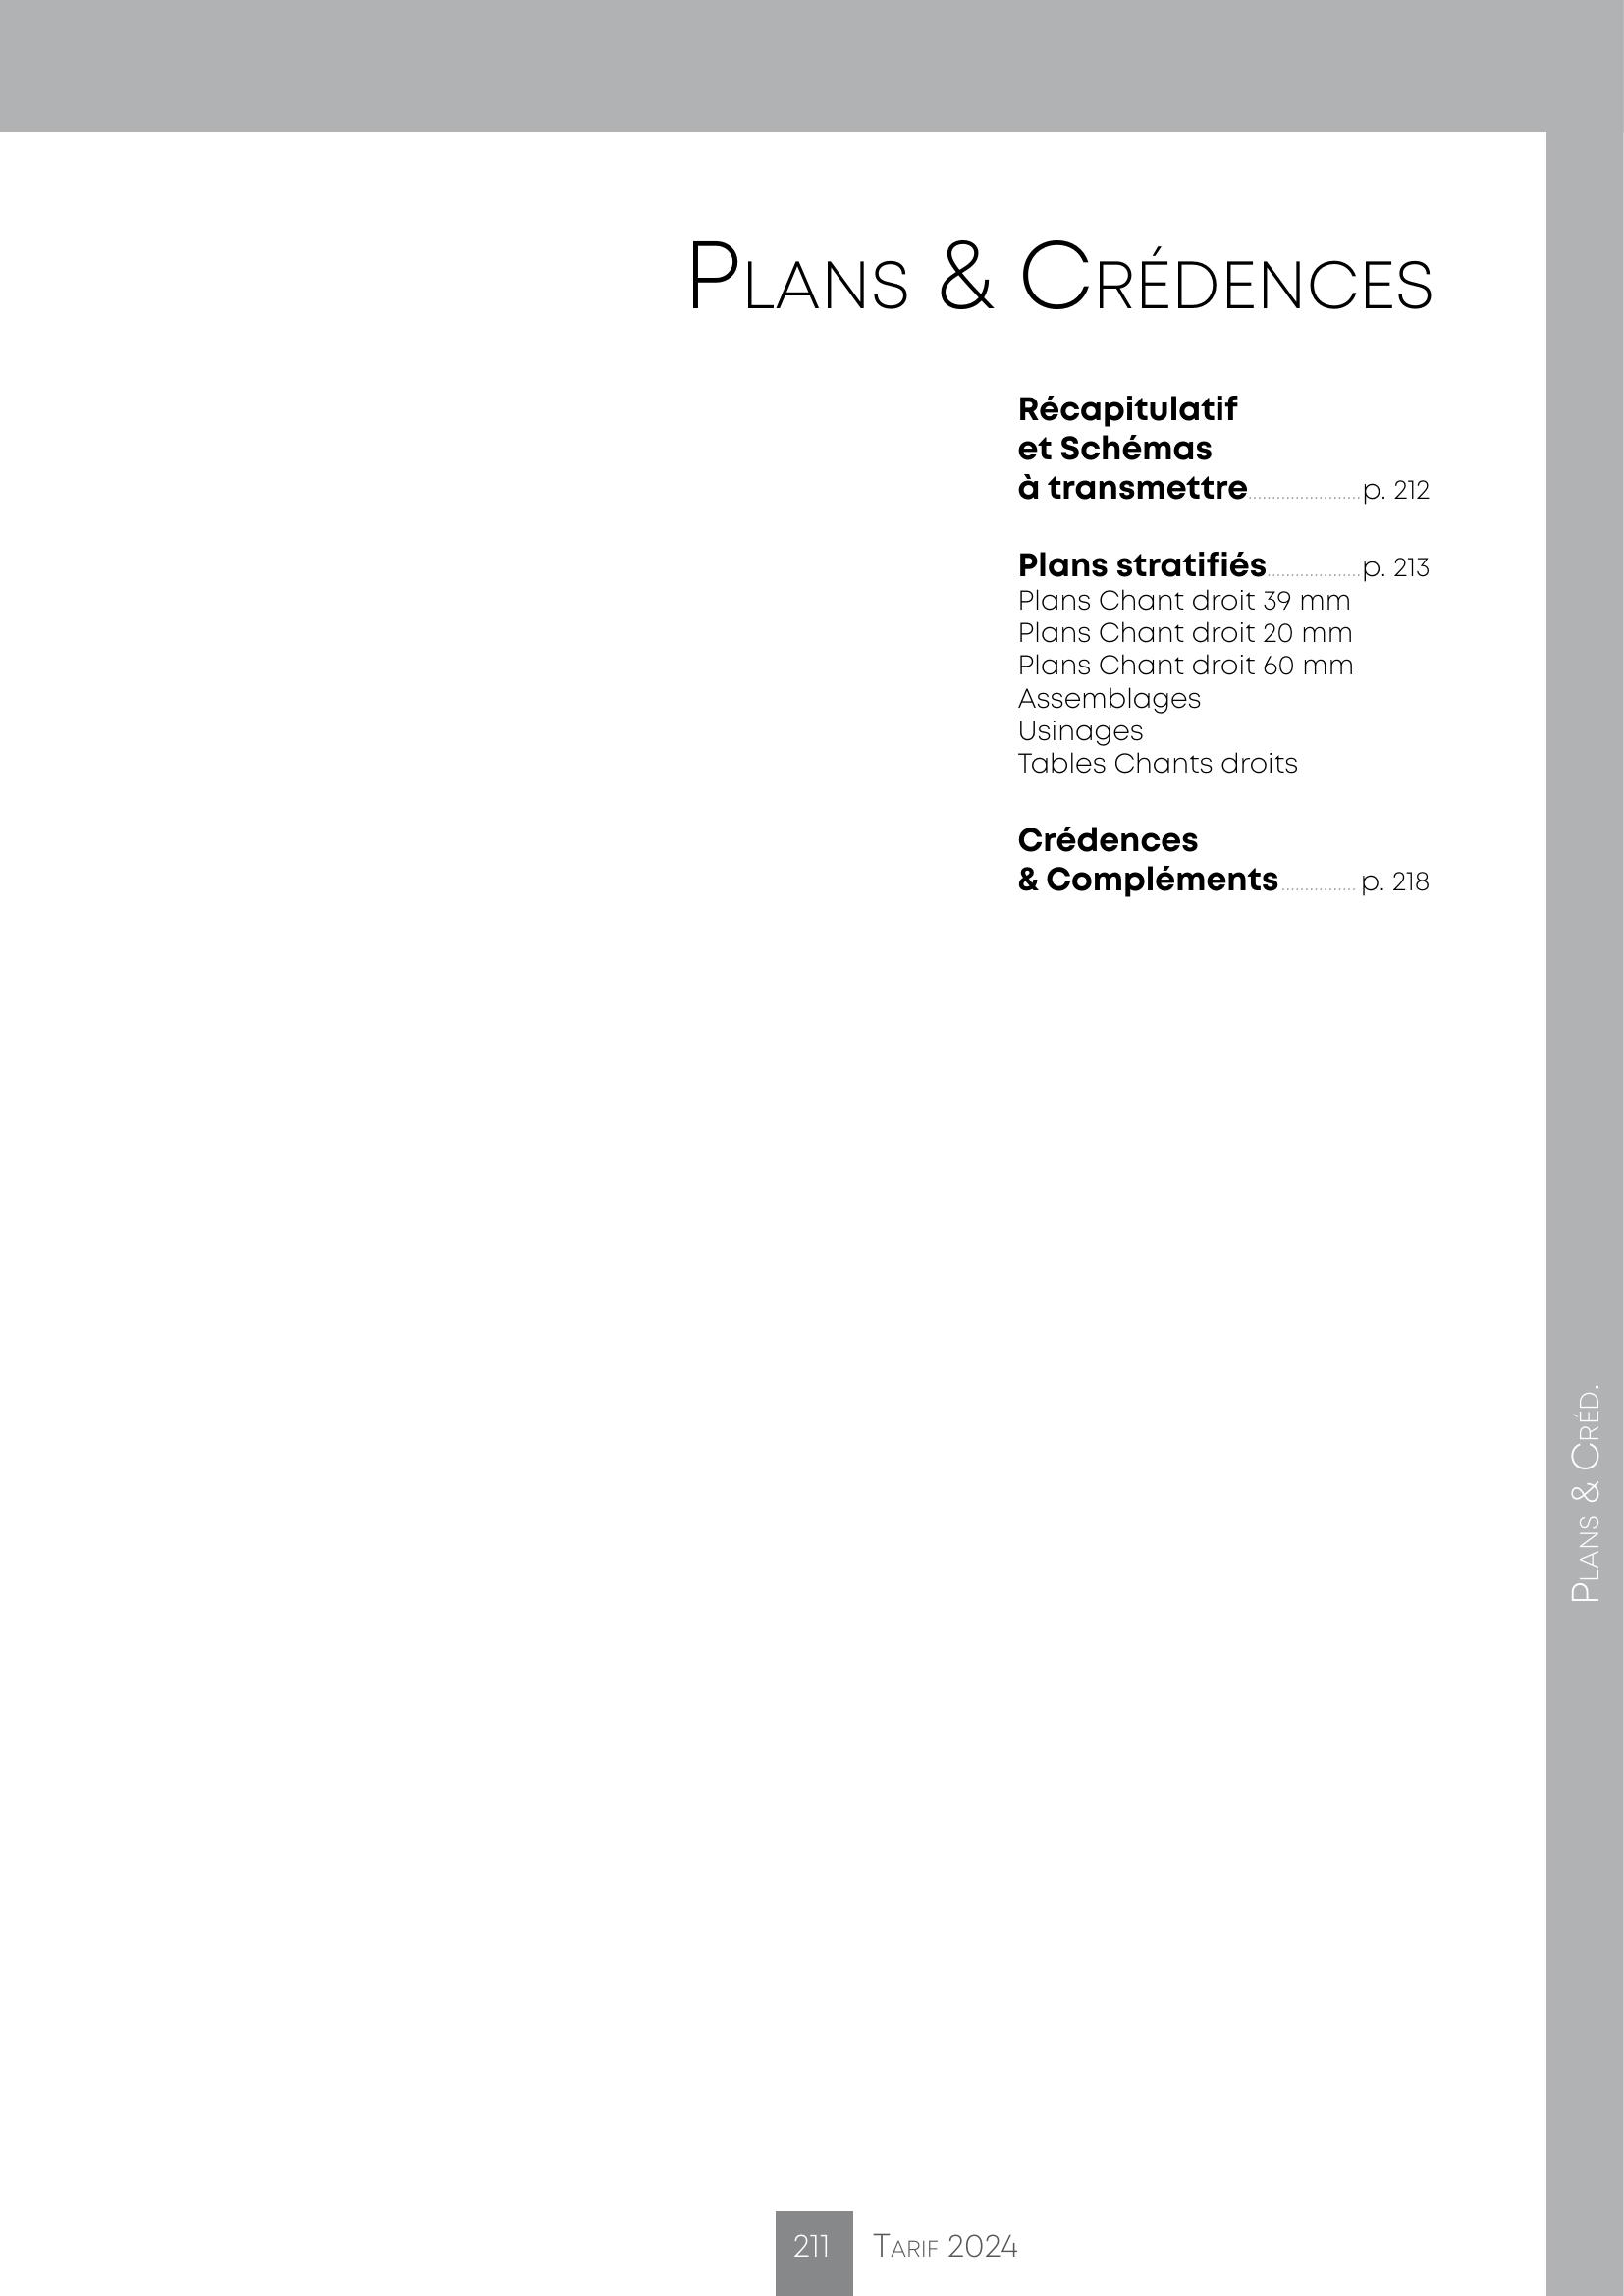 Plans & Crédences
Récapitulatif
et Schémas
à transmettre........................p. 212
Plans stratifiés....................p. 213
Plans Chant droit 39 mm
Plans Chant droit 20 mm
Plans Chant droit 60 mm
Assemblages
Usinages
Tables Chants droits
Crédences
& Compléments................ p. 218
Plans & Créd.
211 Tarif 2024